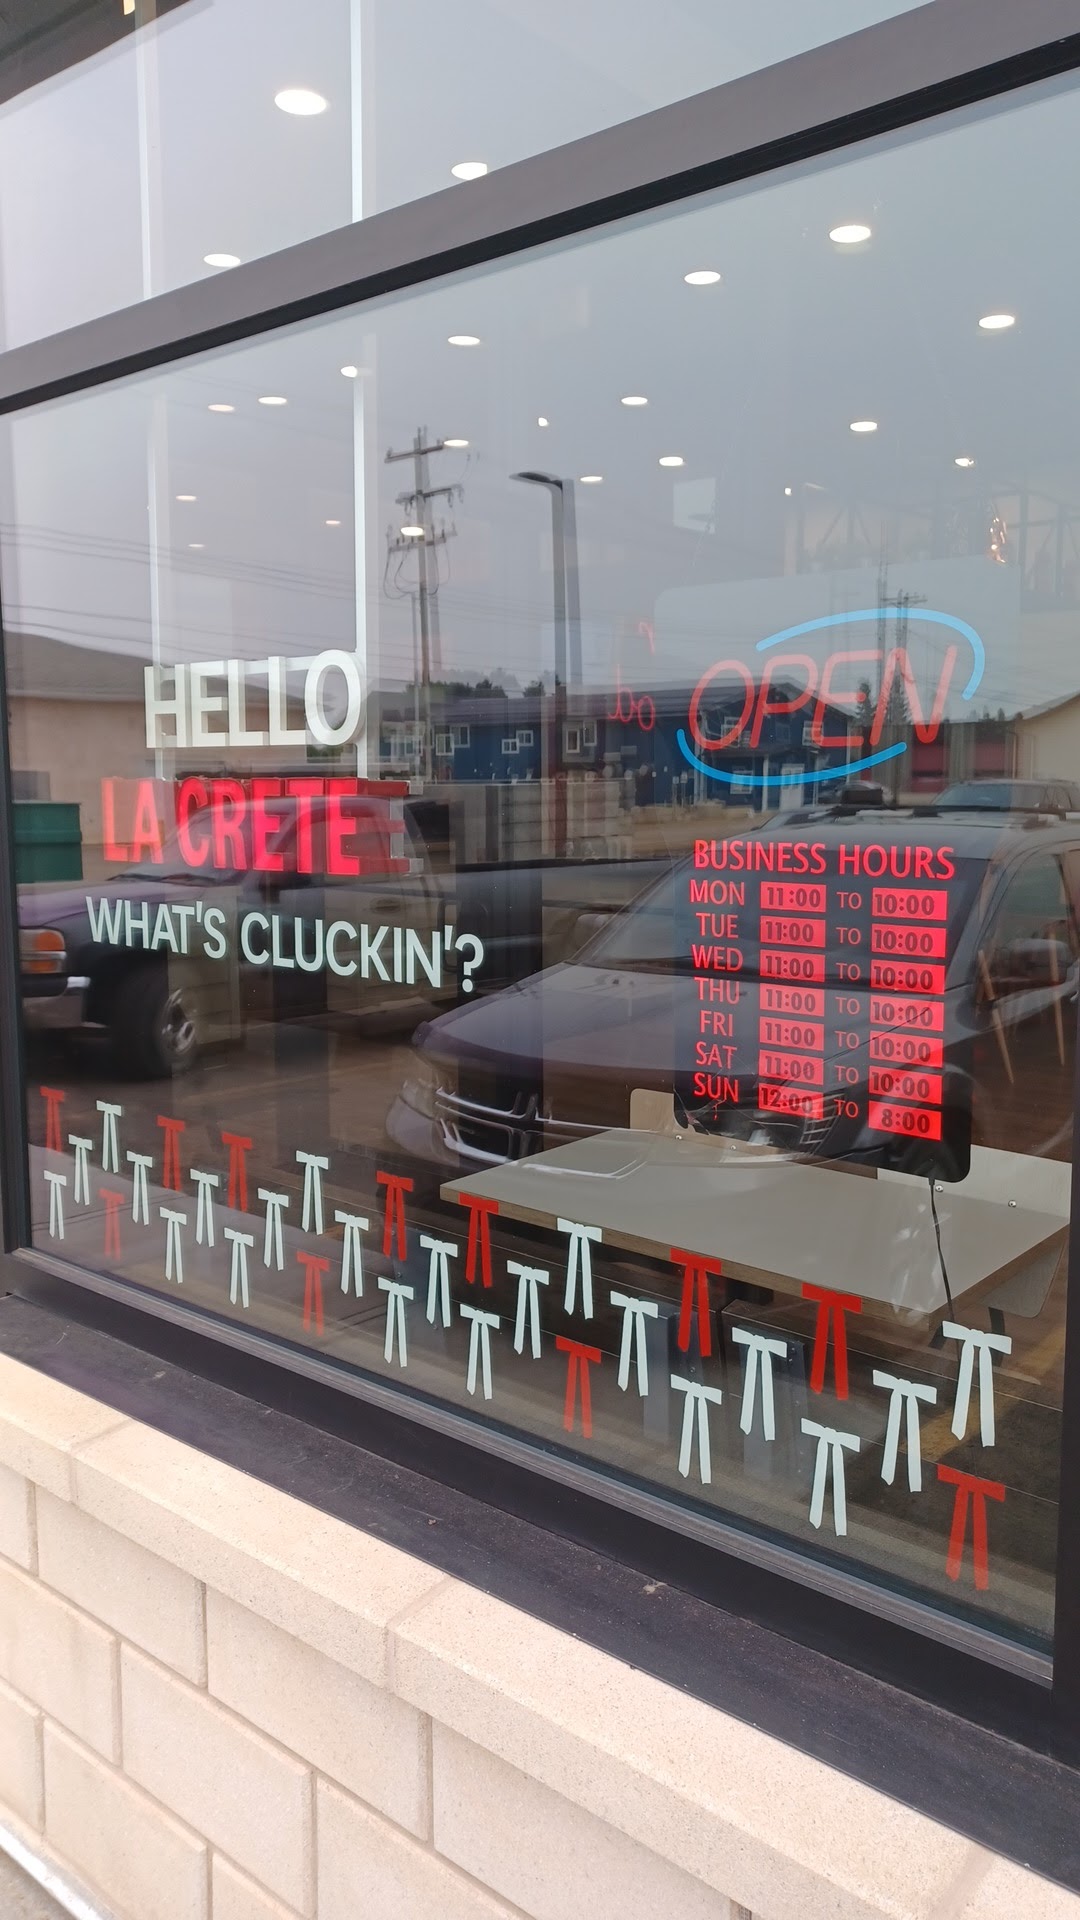 HELLO
LA CRETE
WHAT'S CLUCKIN'?
OPEN
BUSINESS HOURS
MON 11:00 TO 10:00
TUE 11:00 TO 10:00
WED 11:00 TO 10:00
THU 11:00 TO 10:00
FRI 11:00 TO 10:00
SAT 11:00 TO 10:00
SUN 12:00 TO 8:00